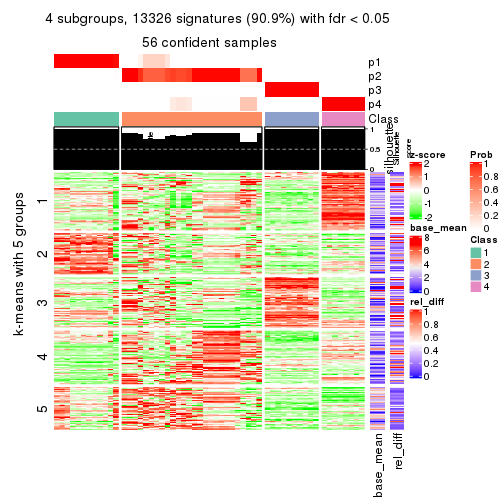 4 subgroups, 13326 signatures (90.9%) with fdr < 0.05
56 confident samples
p1
p2
p3
p4
Class
1
0.5
0
silhouette
Silhouette
score
k-means with 5 groups
1
2
3
4
5
base_mean
rel_diff
z-score
2
1
0
-1
-2
base_mean
8
6
4
2
0
rel_diff
1
0.8
0.6
0.4
0.2
0
Prob
1
0.8
0.6
0.4
0.2
0
Class
1
2
3
4